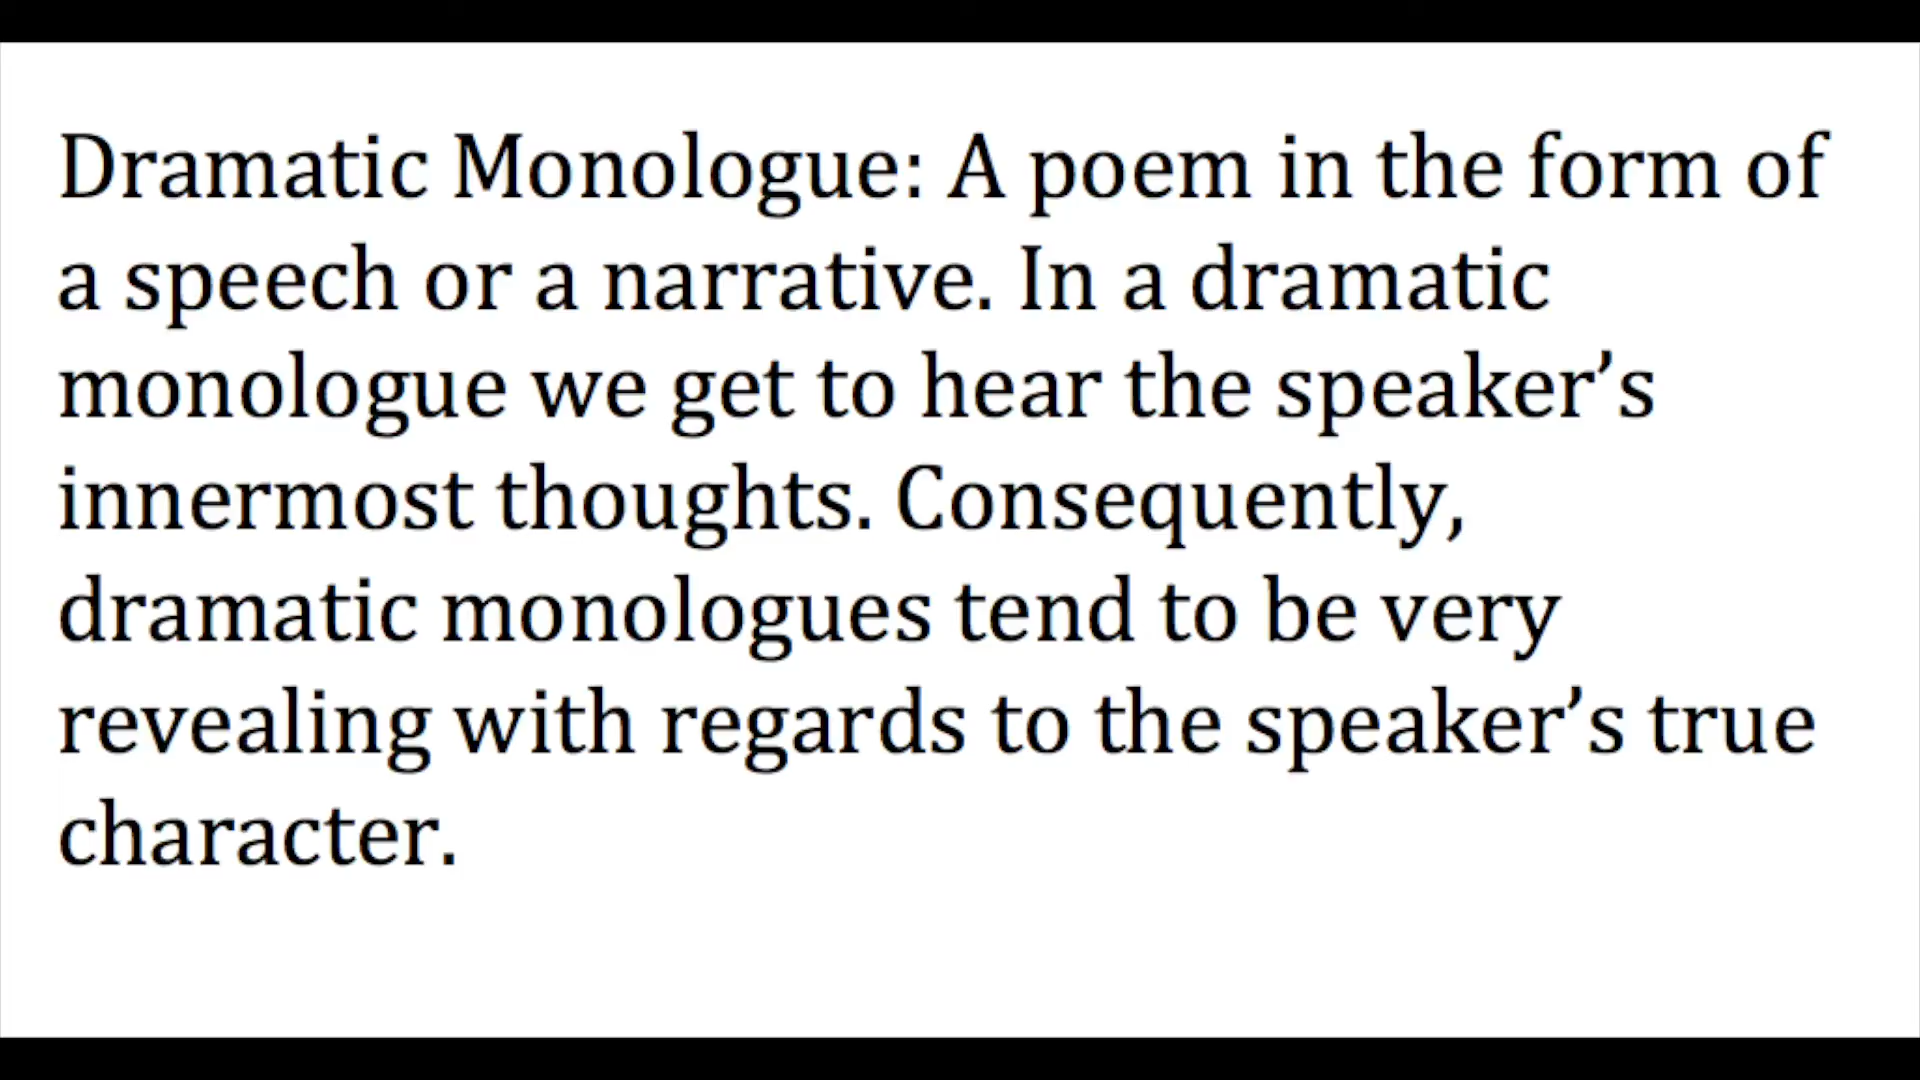 Dramatic Monologue: A poem in the form of
a speech or a narrative. In a dramatic
monologue we get to hear the speaker’s
innermost thoughts. Consequently,
dramatic monologues tend to be very
revealing with regards to the speaker’s true
character.